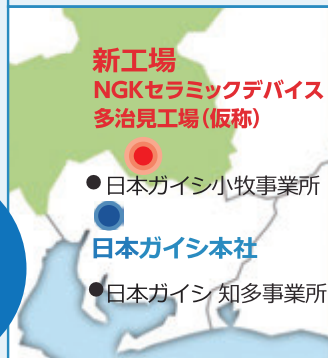 新工場
NGKセラミックデバイス
多治見工場(仮称)
日本ガイシ小牧事業所
日本ガイシ本社
日本ガイシ 知多事業所